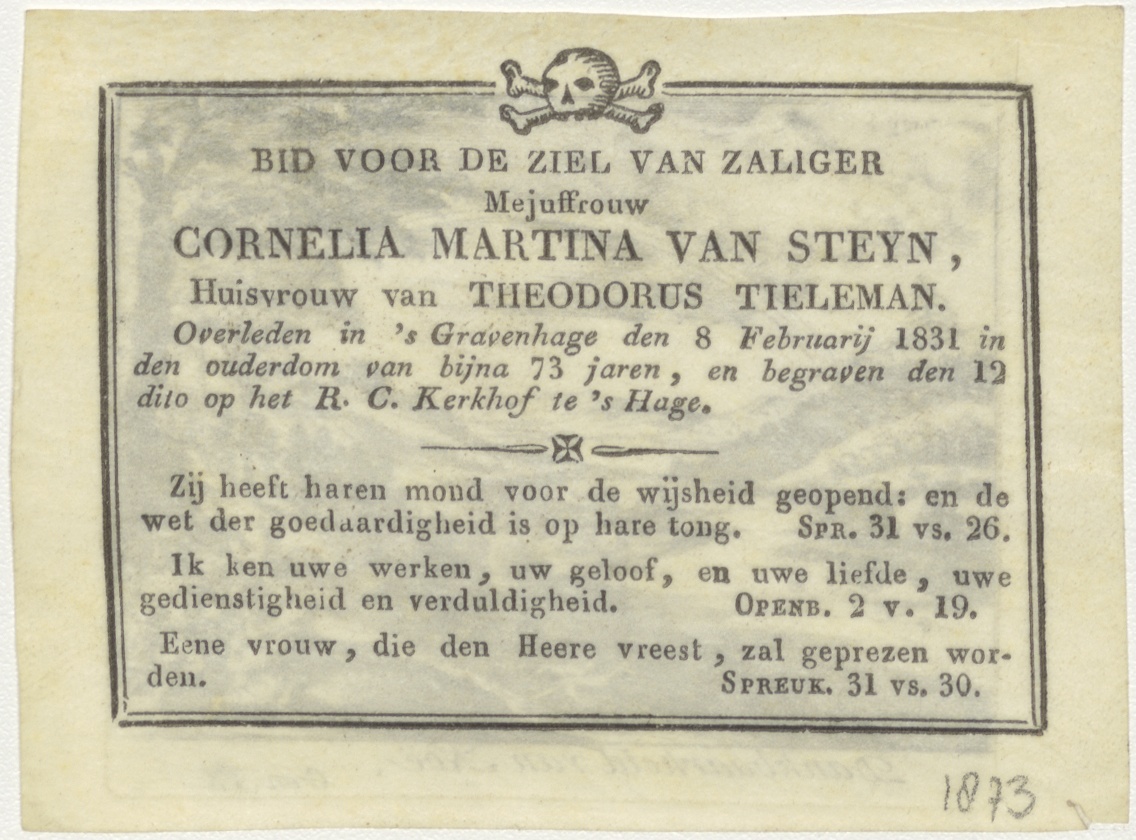 BID VOOR DE ZIEL VAN ZALIGER
Mejuffrouw
CORNELIA MARTINA VAN STEYN,
Huisvrouw van THEODORUS TIELEMAN.
Overleden in 's Gravenhage den 8 Februarij 1831 in
den ouderdom van bijna 73 jaren, en begraven den 12
dito op het R. C. Kerkhof te 's Hage.
Zij heeft haren mond voor de wijsheid geopend: en de
wet der goedaardigheid is op hare tong. SPR. 31 vs. 26.
Ik ken uwe werken, uw geloof, en uwe liefde, uwe
gedienstigheid en verduldigheid. OPENB. 2 v. 19.
Eene vrouw, die den Heere vreest, zal geprezen wor-
den. SPREUK. 31 vs. 30.
1873